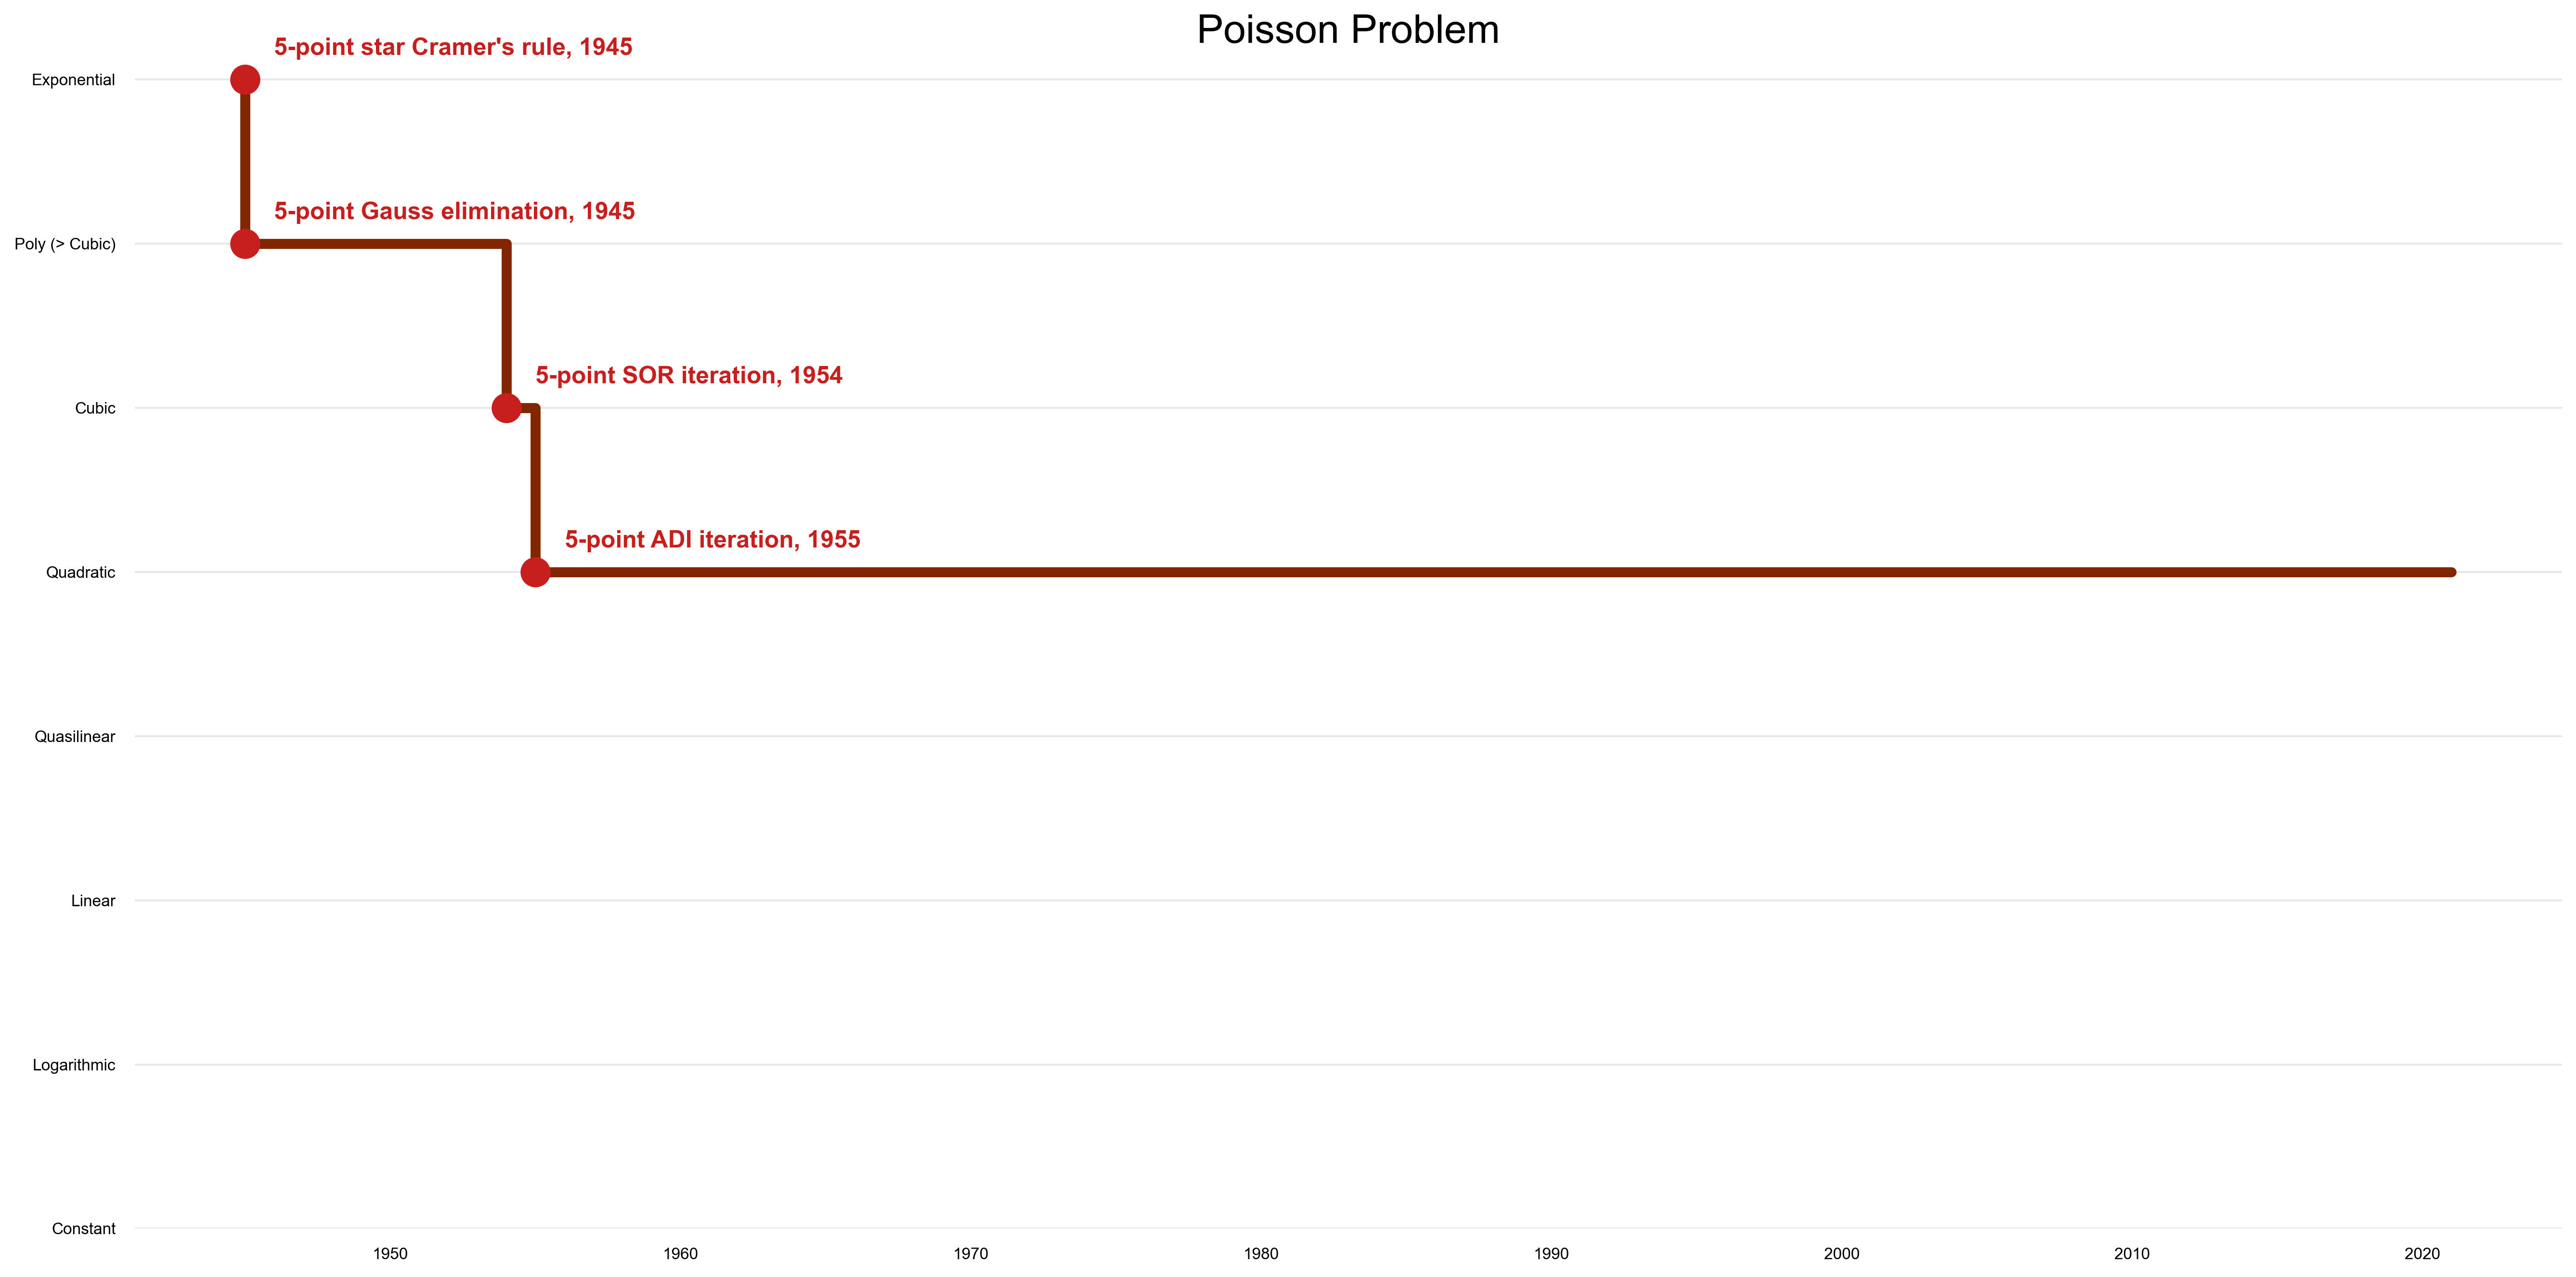 Poisson Problem
5-point star Cramer's rule, 1945
Exponential
5-point Gauss elimination, 1945
Poly (> Cubic)
5-point SOR iteration, 1954
Cubic
5-point ADI iteration, 1955
Quadratic
Quasilinear
Linear
Logarithmic
Constant
1950 1960 1970 1980 1990 2000 2010 2020